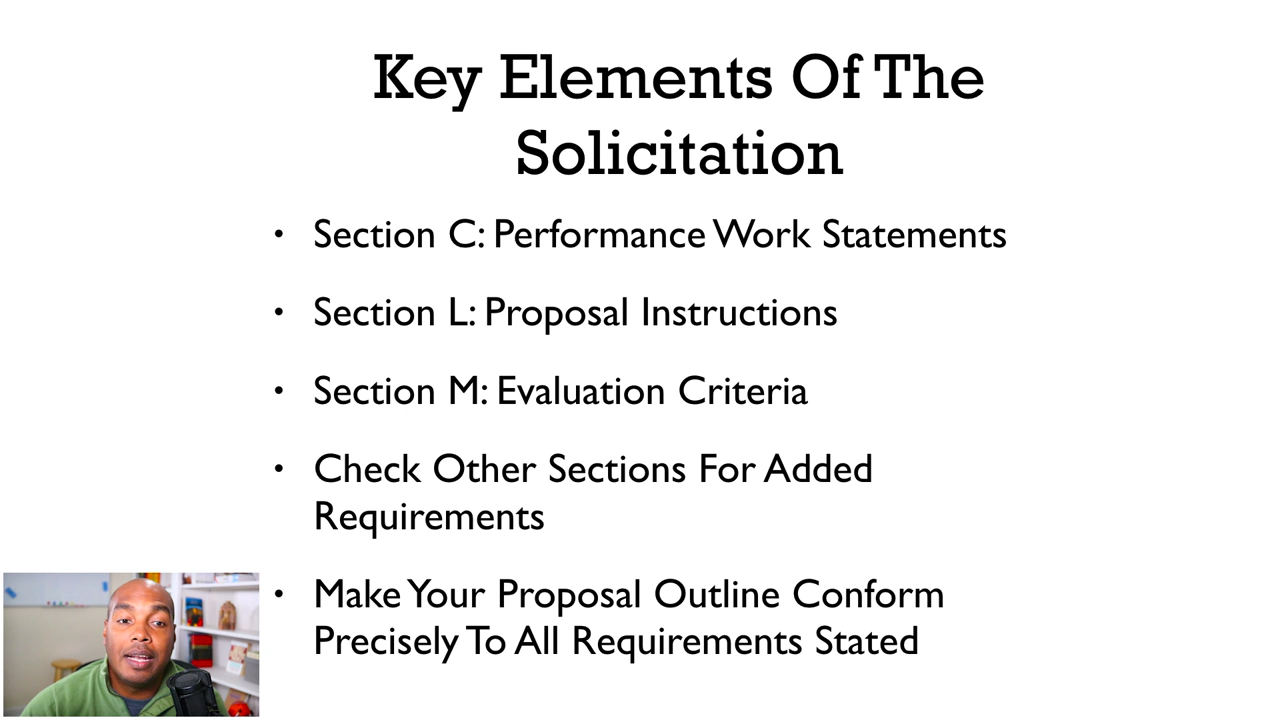 Key Elements Of The
Solicitation
• Section C: Performance Work Statements
• Section L: Proposal Instructions
• Section M: Evaluation Criteria
• Check Other Sections For Added
Requirements
• Make Your Proposal Outline Conform
Precisely To All Requirements Stated